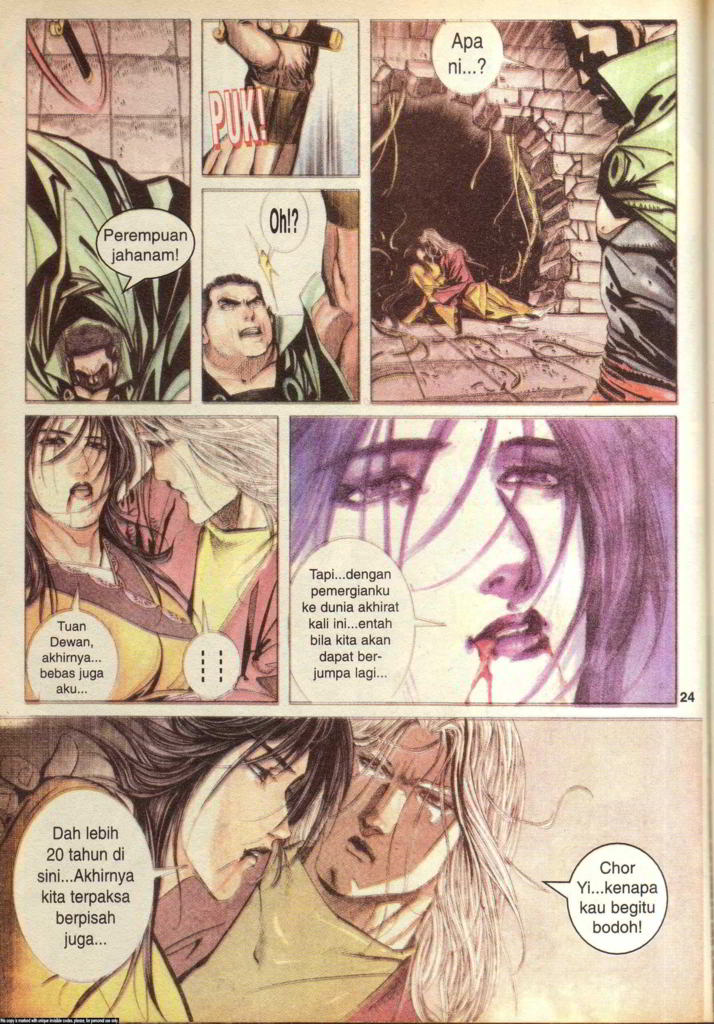 Perempuan
jahanam!
PUK!
Oh!?
Apa
ni...?
Tuan
Dewan,
akhirnya...
bebas juga
aku...
Tapi...dengan
pemergianku
ke dunia akhirat
kali ini...entah
bila kita akan
dapat ber-
jumpa lagi...
24
Dah lebih
20 tahun di
sini...Akhirnya
kita terpaksa
berpisah
juga...
Chor
Yi...kenapa
kau begitu
bodoh!